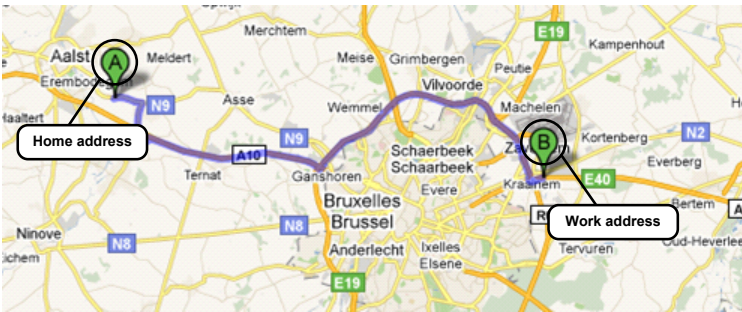 Merchtem
E19
Kampenhout
Aalst
A
Meldert
Meise
Grimbergen
Peutie
Vilvoorde
N9
Asse
Wemmel
Machelen
Haaltert
Home address
N9
B
Kortenberg
N2
A10
Schaerbeek
Schaarbeek
Everberg
Ternat
Ganshoren
Evere
Kraainem
E40
Bruxelles
Brussel
Bertem
Work address
Ninove
N8
N8
Anderlecht
Ixelles
Elsene
Tervuren
Oud-Heverlee
E19